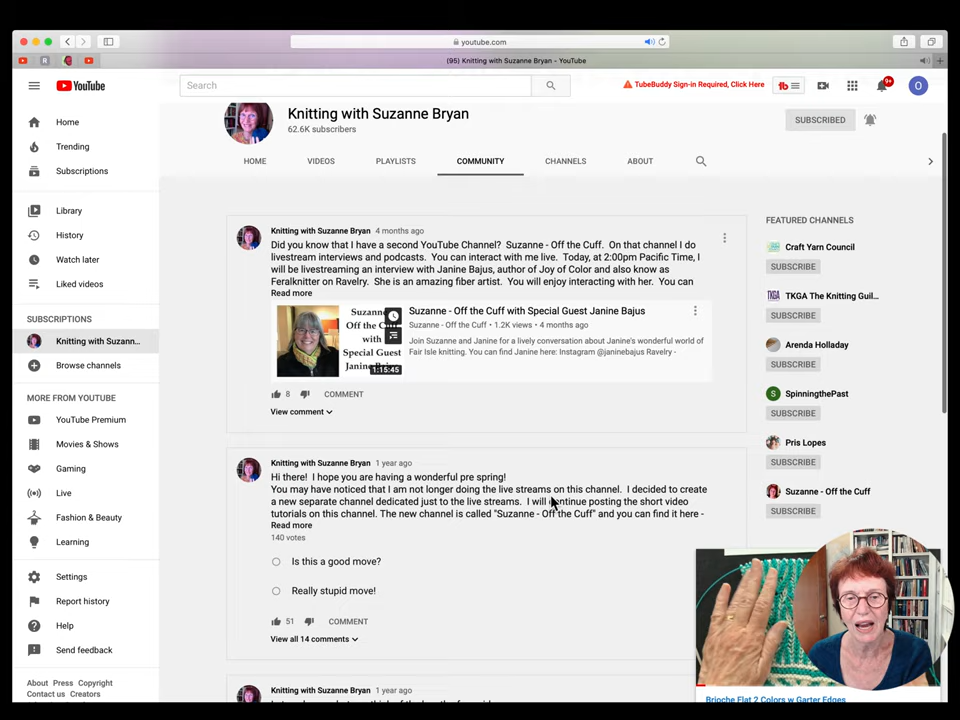 youtube.com
(95) Knitting with Suzanne Bryan - YouTube
YouTube
Search
TubeBuddy Sign-in Required, Click Here
tb
9+
O
Home
Trending
Subscriptions
Library
History
Watch later
Liked videos
SUBSCRIPTIONS
Knitting with Suzann...
Browse channels
MORE FROM YOUTUBE
YouTube Premium
Movies & Shows
Gaming
Live
Fashion & Beauty
Learning
Settings
Report history
Help
Send feedback
About Press Copyright
Contact us Creators
Knitting with Suzanne Bryan
62.6K subscribers
SUBSCRIBED
HOME VIDEOS PLAYLISTS COMMUNITY CHANNELS ABOUT
Knitting with Suzanne Bryan 4 months ago
Did you know that I have a second YouTube Channel? Suzanne - Off the Cuff. On that channel I do
livestream interviews and podcasts. You can interact with me live. Today, at 2:00pm Pacific Time, I
will be livestreaming an interview with Janine Bajus, author of Joy of Color and also known as
Feralknitter on Ravelry. She is an amazing fiber artist. You will enjoy interacting with her. You can
Read more
Suzanne
Off the Cuff
with
Special Guest
1:15:45
Suzanne - Off the Cuff with Special Guest Janine Bajus
Suzanne - Off the Cuff • 1.2K views • 4 months ago
Join Suzanne and Janine for a lively conversation about Janine's wonderful world of
Fair Isle knitting. You can find Janine here: Instagram @janinebajus Ravelry -
8 COMMENT
View comment
Knitting with Suzanne Bryan 1 year ago
Hi there! I hope you are having a wonderful pre spring!
You may have noticed that I am not longer doing the live streams on this channel. I decided to create
a new separate channel dedicated just to the live streams. I will continue posting the short video
tutorials on this channel. The new channel is called "Suzanne - Off the Cuff" and you can find it here -
Read more
140 votes
Is this a good move?
Really stupid move!
51 COMMENT
View all 14 comments
Knitting with Suzanne Bryan 1 year ago
FEATURED CHANNELS
Craft Yarn Council
SUBSCRIBE
TKGA The Knitting Guil...
SUBSCRIBE
Arenda Holladay
SUBSCRIBE
S SpinningthePast
SUBSCRIBE
Pris Lopes
SUBSCRIBE
Suzanne - Off the Cuff
SUBSCRIBE
Brioche Flat 2 Colors w Garter Edges